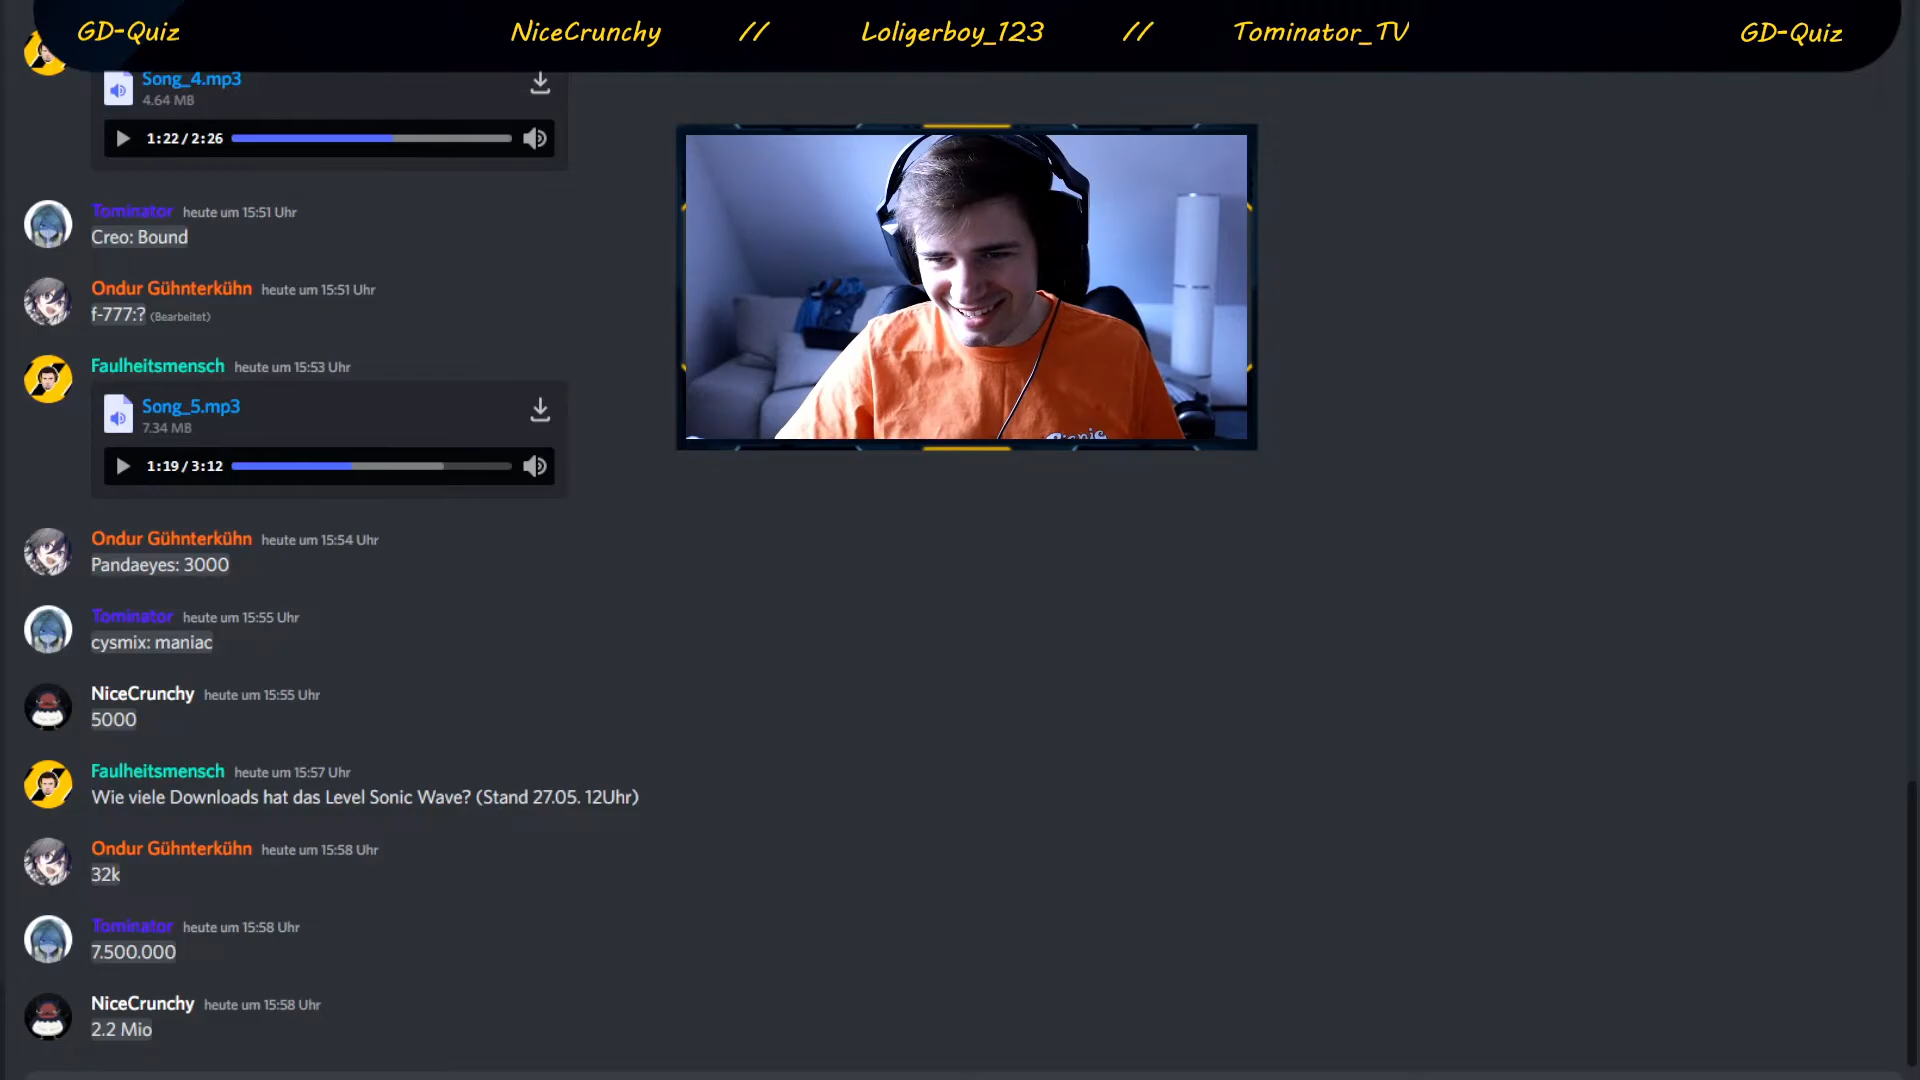 GD-Quiz NiceCrunchy // Loligerboy_123 // Tominator_TV GD-Quiz
Song_4.mp3
4.64 MB
1:22 / 2:26
Tominator heute um 15:51 Uhr
Creo: Bound
Ondur Gühnterkühn heute um 15:51 Uhr
f-777:? (Bearbeitet)
Faulheitsmensch heute um 15:53 Uhr
Song_5.mp3
7.34 MB
1:19 / 3:12
Ondur Gühnterkühn heute um 15:54 Uhr
Pandaeyes: 3000
Tominator heute um 15:55 Uhr
cysmix: maniac
NiceCrunchy heute um 15:55 Uhr
5000
Faulheitsmensch heute um 15:57 Uhr
Wie viele Downloads hat das Level Sonic Wave? (Stand 27.05. 12Uhr)
Ondur Gühnterkühn heute um 15:58 Uhr
32k
Tominator heute um 15:58 Uhr
7.500.000
NiceCrunchy heute um 15:58 Uhr
2.2 Mio